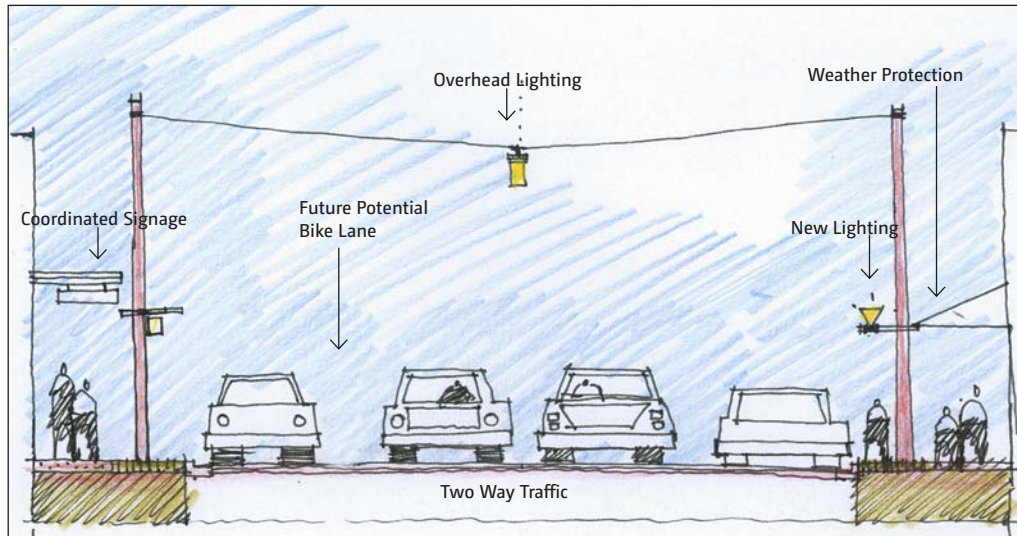 Overhead Lighting
Weather Protection
Coordinated Signage
Future Potential
Bike Lane
New Lighting
Two Way Traffic